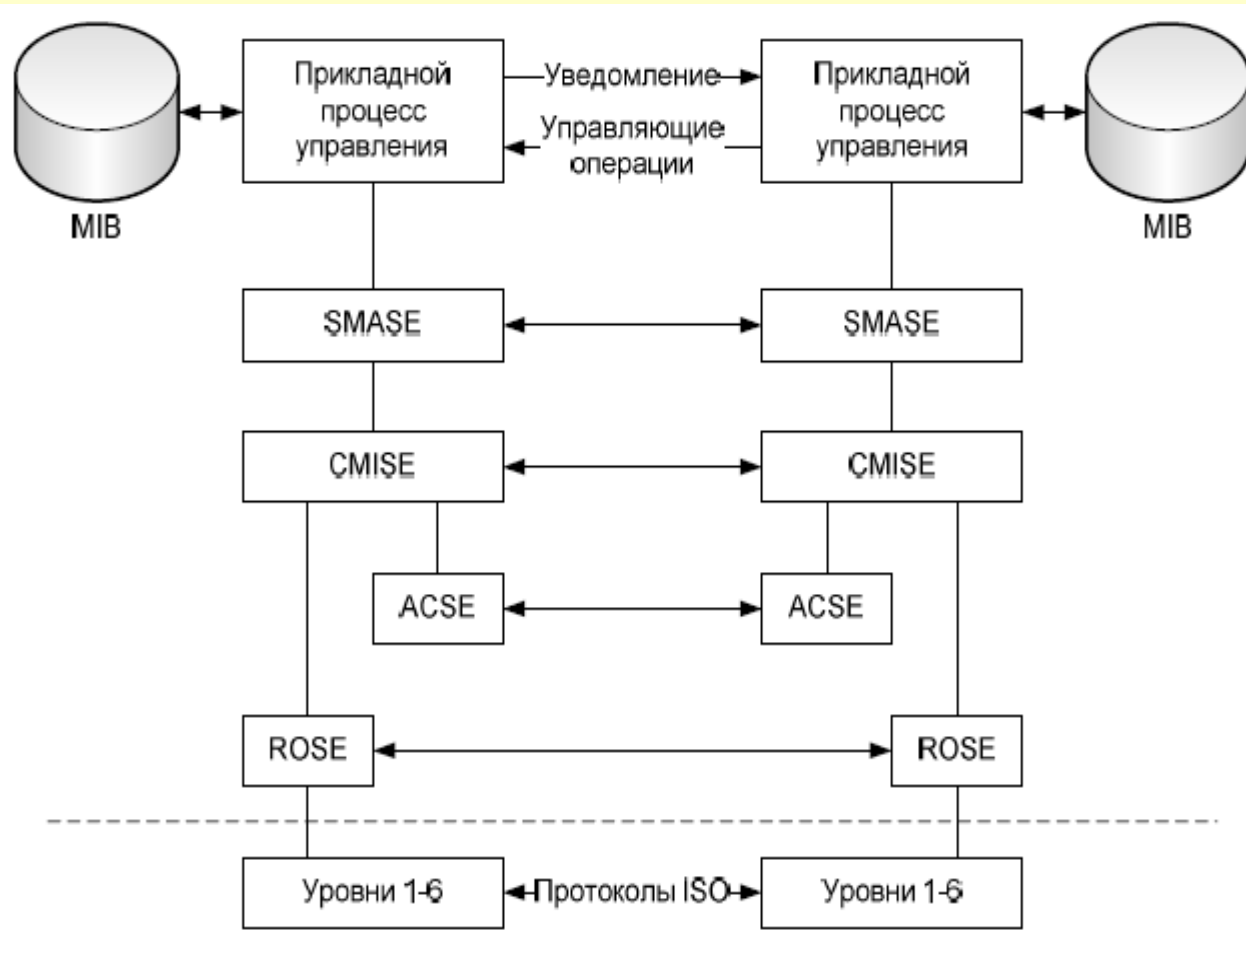 Прикладной
процесс
управления
Уведомление
Управляющие
операции
Прикладной
процесс
управления
MIB
MIB
SMASE
SMASE
CMISE
CMISE
ACSE
ACSE
ROSE
ROSE
Уровни 1-6
Протоколы ISO
Уровни 1-6